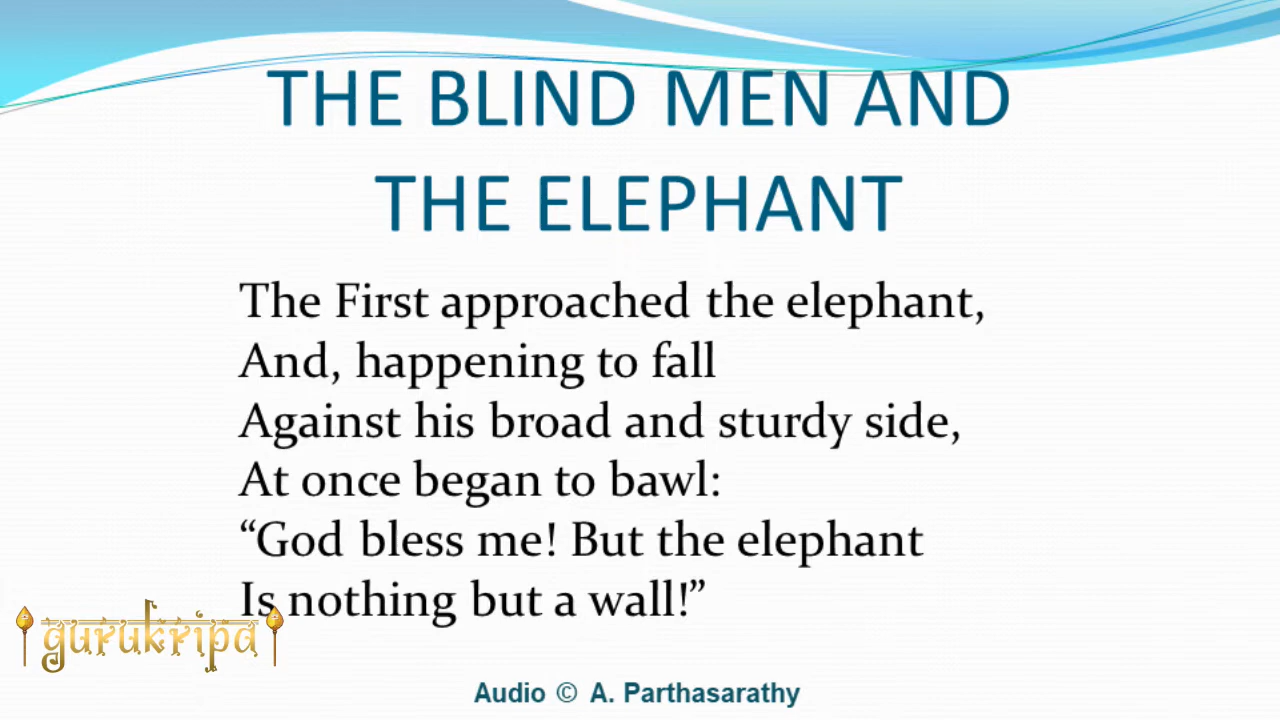 THE BLIND MEN AND
THE ELEPHANT
The First approached the elephant,
And, happening to fall
Against his broad and sturdy side,
At once began to bawl:
“God bless me! But the elephant
Is nothing but a wall!”
gurukripa
Audio © A. Parthasarathy